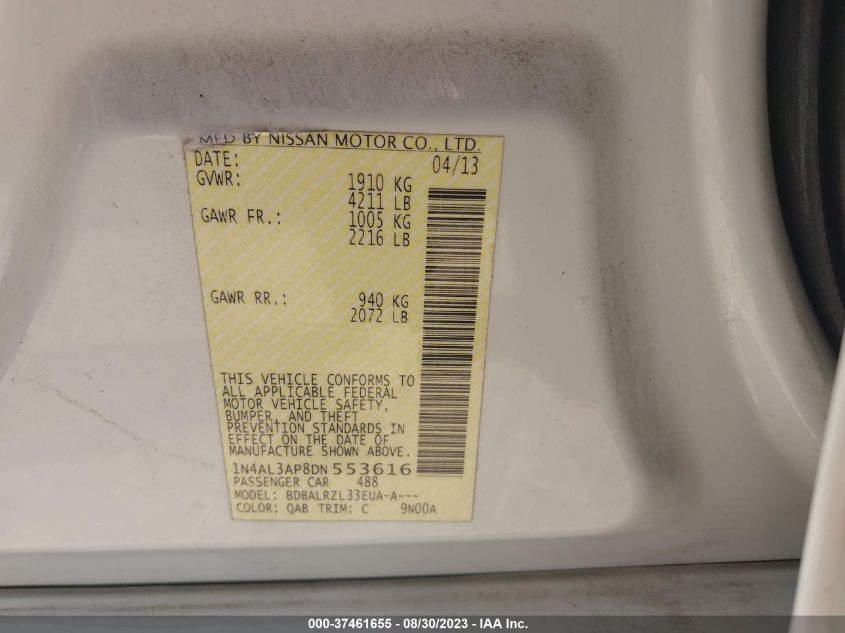 MFD BY NISSAN MOTOR CO., LTD.
DATE: 04/13
GVWR: 1910 KG
4211 LB
GAWR FR.: 1005 KG
2216 LB
GAWR RR.: 940 KG
2072 LB
THIS VEHICLE CONFORMS TO
ALL APPLICABLE FEDERAL
MOTOR VEHICLE SAFETY,
BUMPER, AND THEFT
PREVENTION STANDARDS IN
EFFECT ON THE DATE OF
MANUFACTURE SHOWN ABOVE.
1N4AL3AP8DN553616
PASSENGER CAR 488
MODEL: BDBALRZL33EUA-A---
COLOR: QAB TRIM: C 9N00A
000-37461655 - 08/30/2023 - IAA Inc.